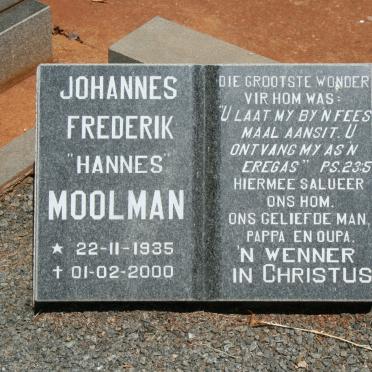 JOHANNES
FREDERIK
"HANNES"
MOOLMAN
★ 22-11-1935
✝ 01-02-2000
DIE GROOTSTE WONDER
VIR HOM WAS:
"U LAAT MY BY 'N FEES
MAAL AANSIT. U
ONTVANG MY AS 'N
EREGAS" PS.23:5
HIERMEE SALUEER
ONS HOM.
ONS GELIEFDE MAN,
PAPPA EN OUPA.
'N WENNER
IN CHRISTUS